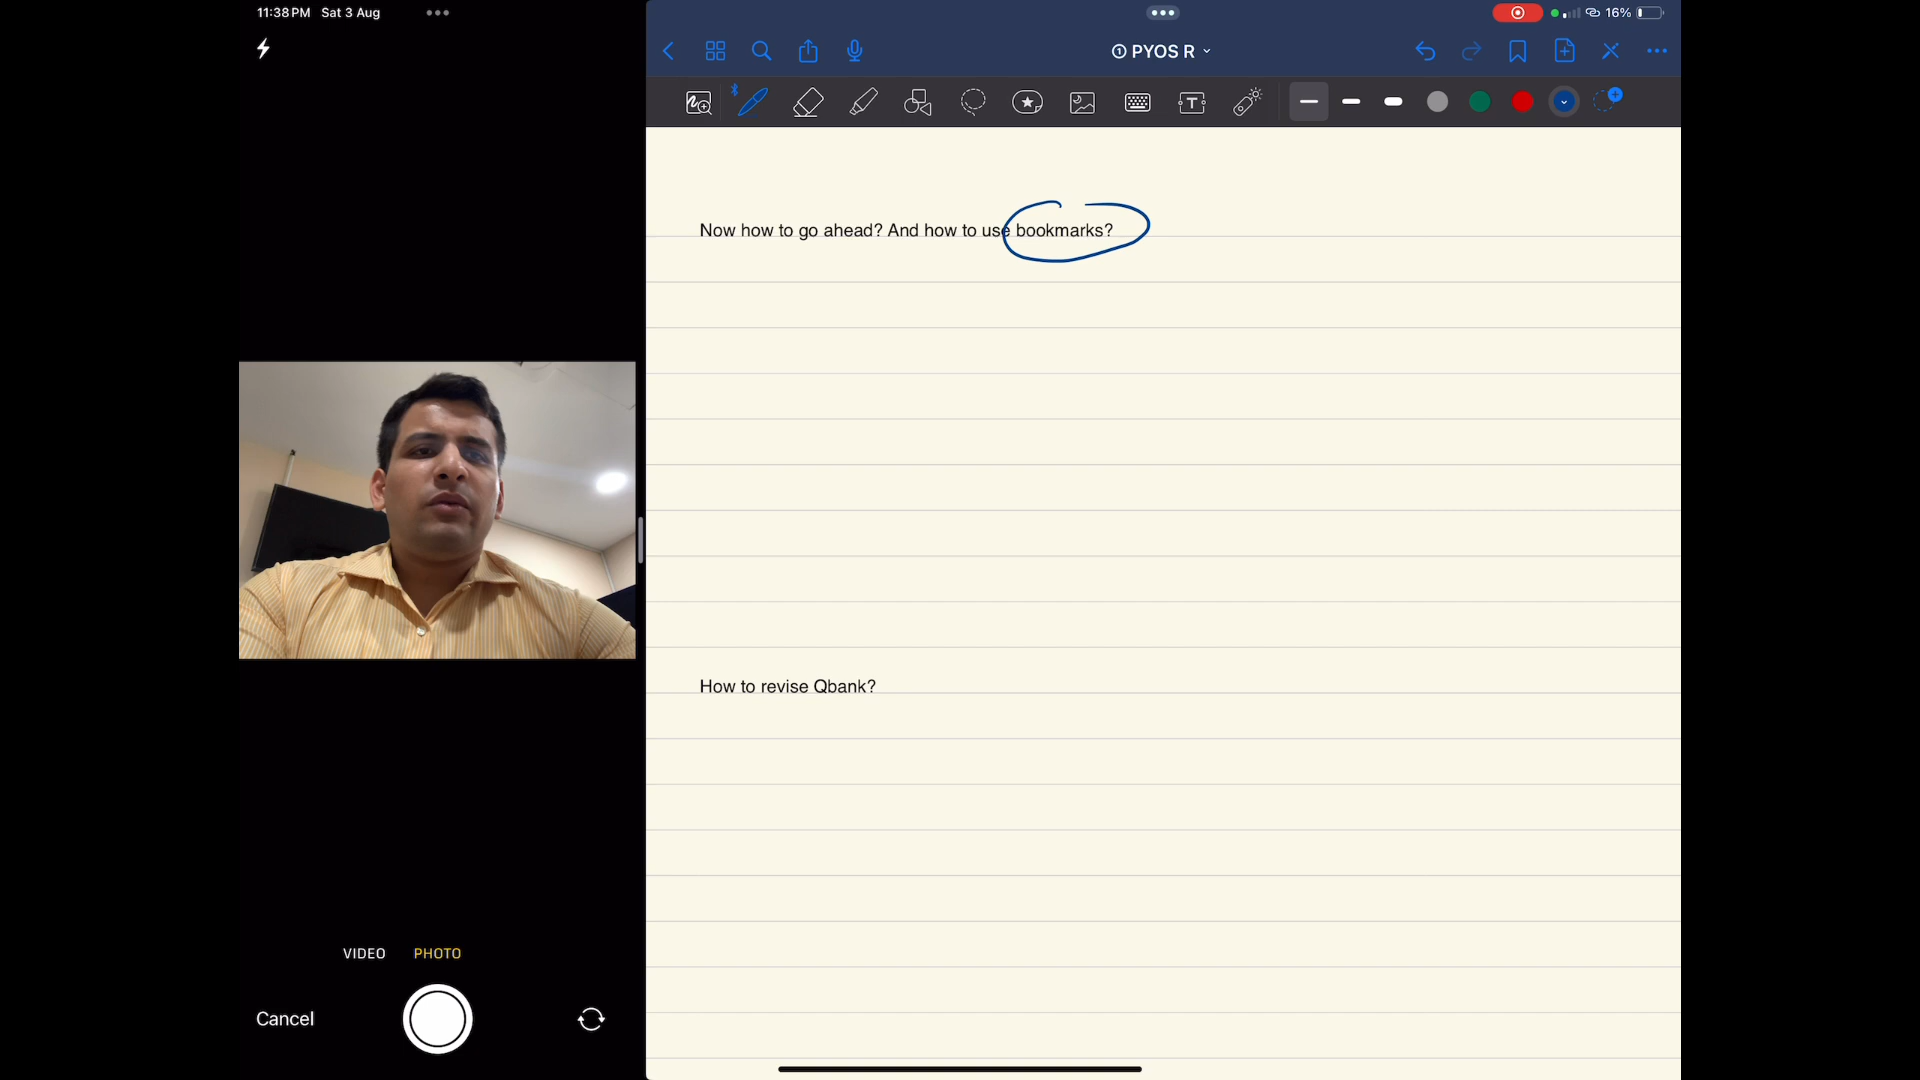 11:38 PM Sat 3 Aug
16%
PYOS R
Now how to go ahead? And how to use bookmarks?
How to revise Qbank?
VIDEO PHOTO
Cancel